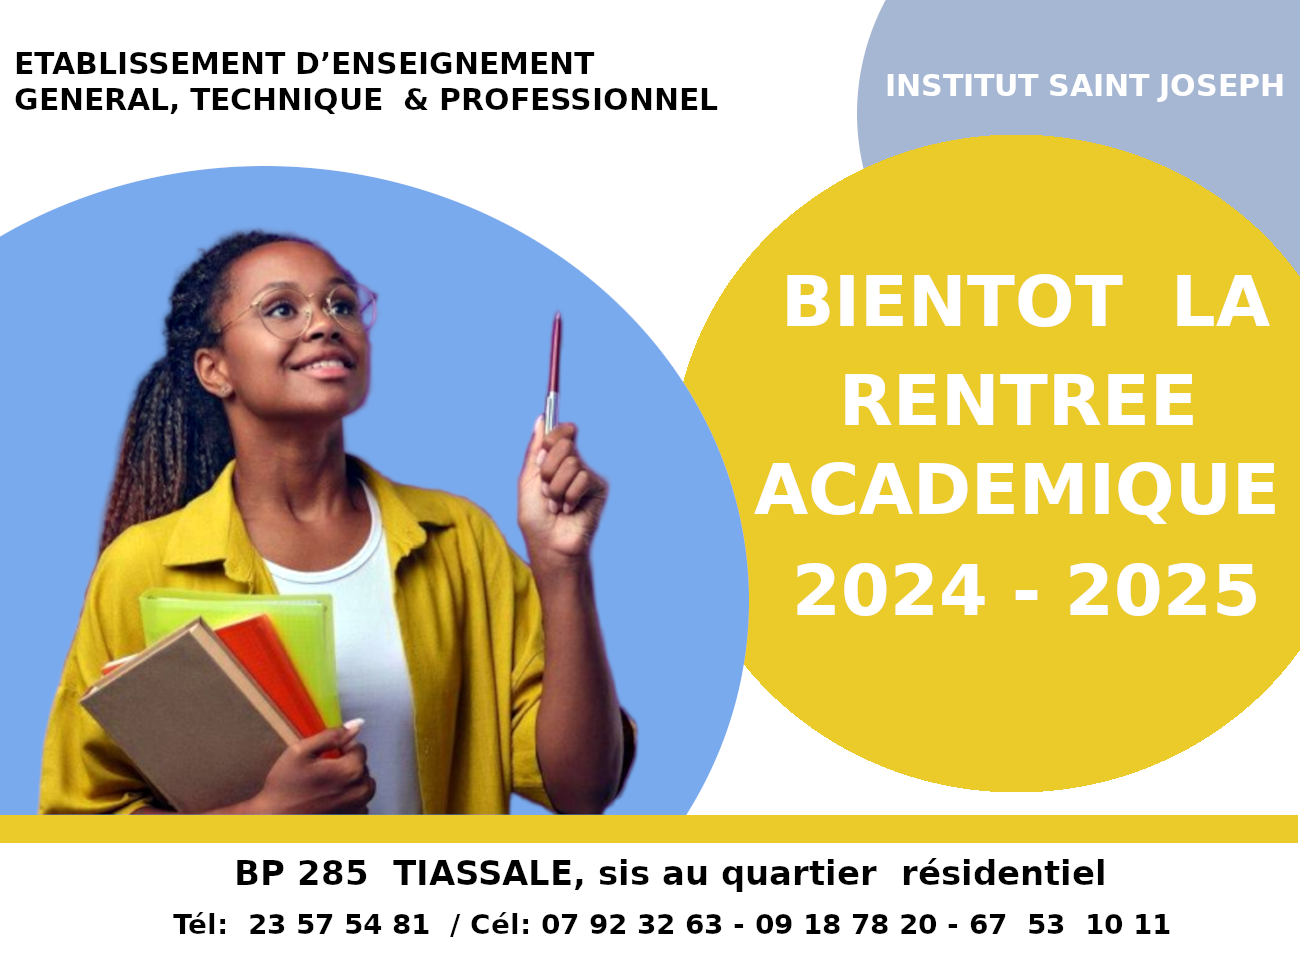 ETABLISSEMENT D’ENSEIGNEMENT
GENERAL, TECHNIQUE & PROFESSIONNEL
INSTITUT SAINT JOSEPH
BIENTOT LA
RENTREE
ACADEMIQUE
2024 - 2025
BP 285 TIASSALE, sis au quartier résidentiel
Tél: 23 57 54 81 / Cél: 07 92 32 63 - 09 18 78 20 - 67 53 10 11